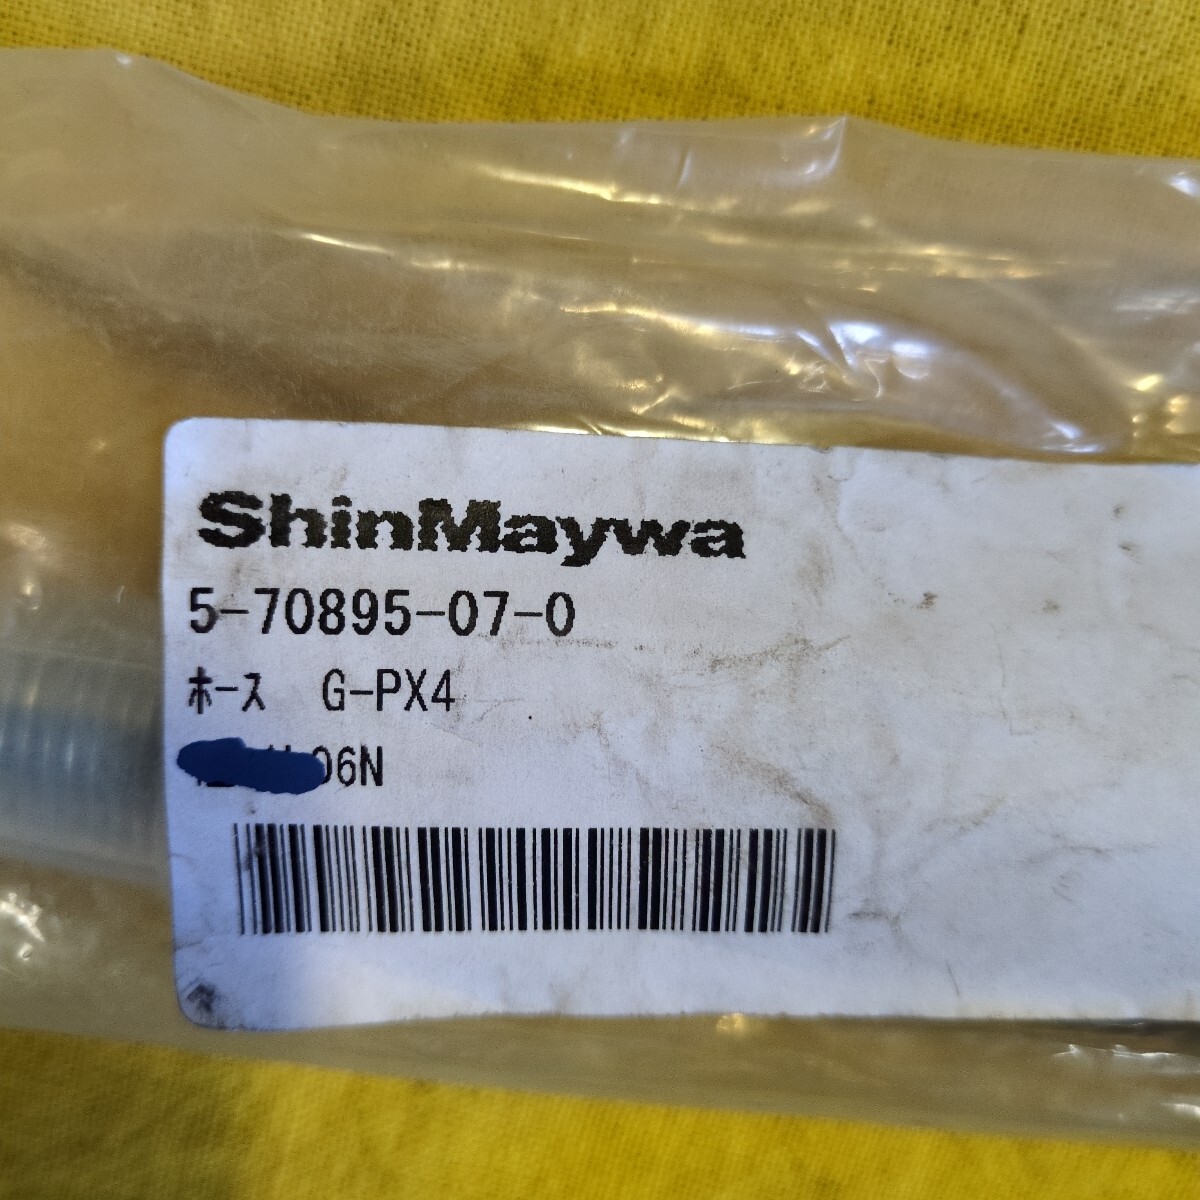 ShinMaywa
5-70895-07-0
ﾎｰｽ G-PX4
06N